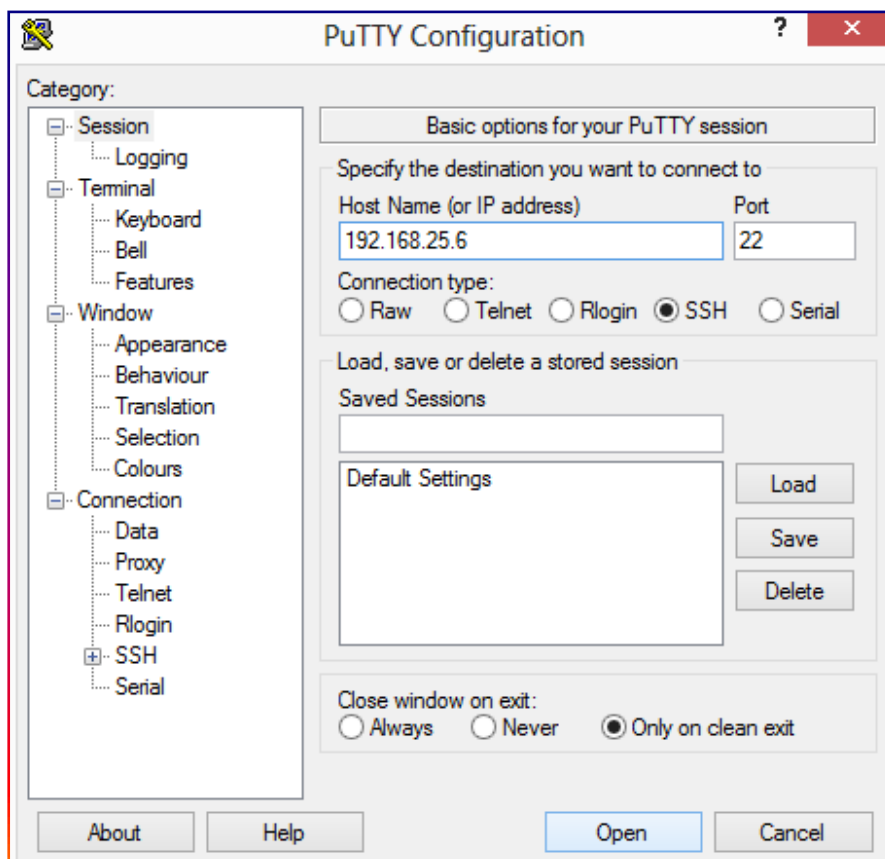 PuTTY Configuration ? ×
Category:
Session
Logging
Terminal
Keyboard
Bell
Features
Window
Appearance
Behaviour
Translation
Selection
Colours
Connection
Data
Proxy
Telnet
Rlogin
SSH
Serial
Basic options for your PuTTY session
Specify the destination you want to connect to
Host Name (or IP address) Port
192.168.25.6 22
Connection type:
Raw Telnet Rlogin SSH Serial
Load, save or delete a stored session
Saved Sessions
Default Settings
Load
Save
Delete
Close window on exit:
Always Never Only on clean exit
About Help Open Cancel